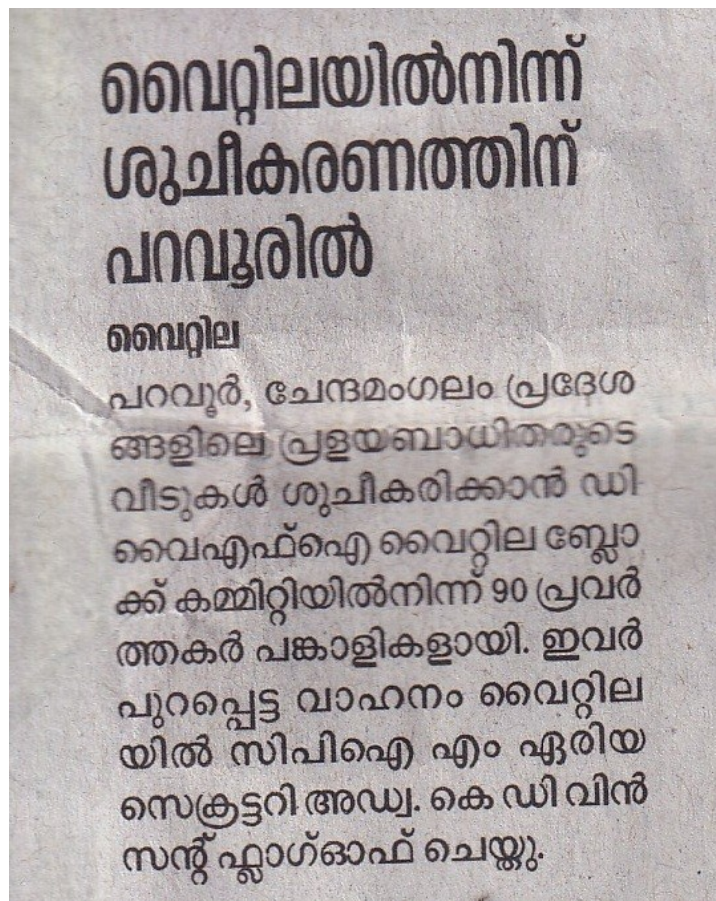 വൈറ്റിലയിൽനിന്ന്
ശുചീകരണത്തിന്
പറവൂരിൽ
വൈറ്റില
പറവൂർ, ചേന്ദമംഗലം പ്രദേശ
ങ്ങളിലെ പ്രളയബാധിതരുടെ
വീടുകൾ ശുചീകരിക്കാൻ ഡി
വൈഎഫ്ഐ വൈറ്റില ബ്ലോ
ക്ക് കമ്മിറ്റിയിൽനിന്ന് 90 പ്രവർ
ത്തകർ പങ്കാളികളായി. ഇവർ
പുറപ്പെട്ട വാഹനം വൈറ്റില
യിൽ സിപിഐ എം ഏരിയ
സെക്രട്ടറി അഡ്വ. കെ ഡി വിൻ
സന്റ് ഫ്ലാഗ്ഓഫ് ചെയ്തു.